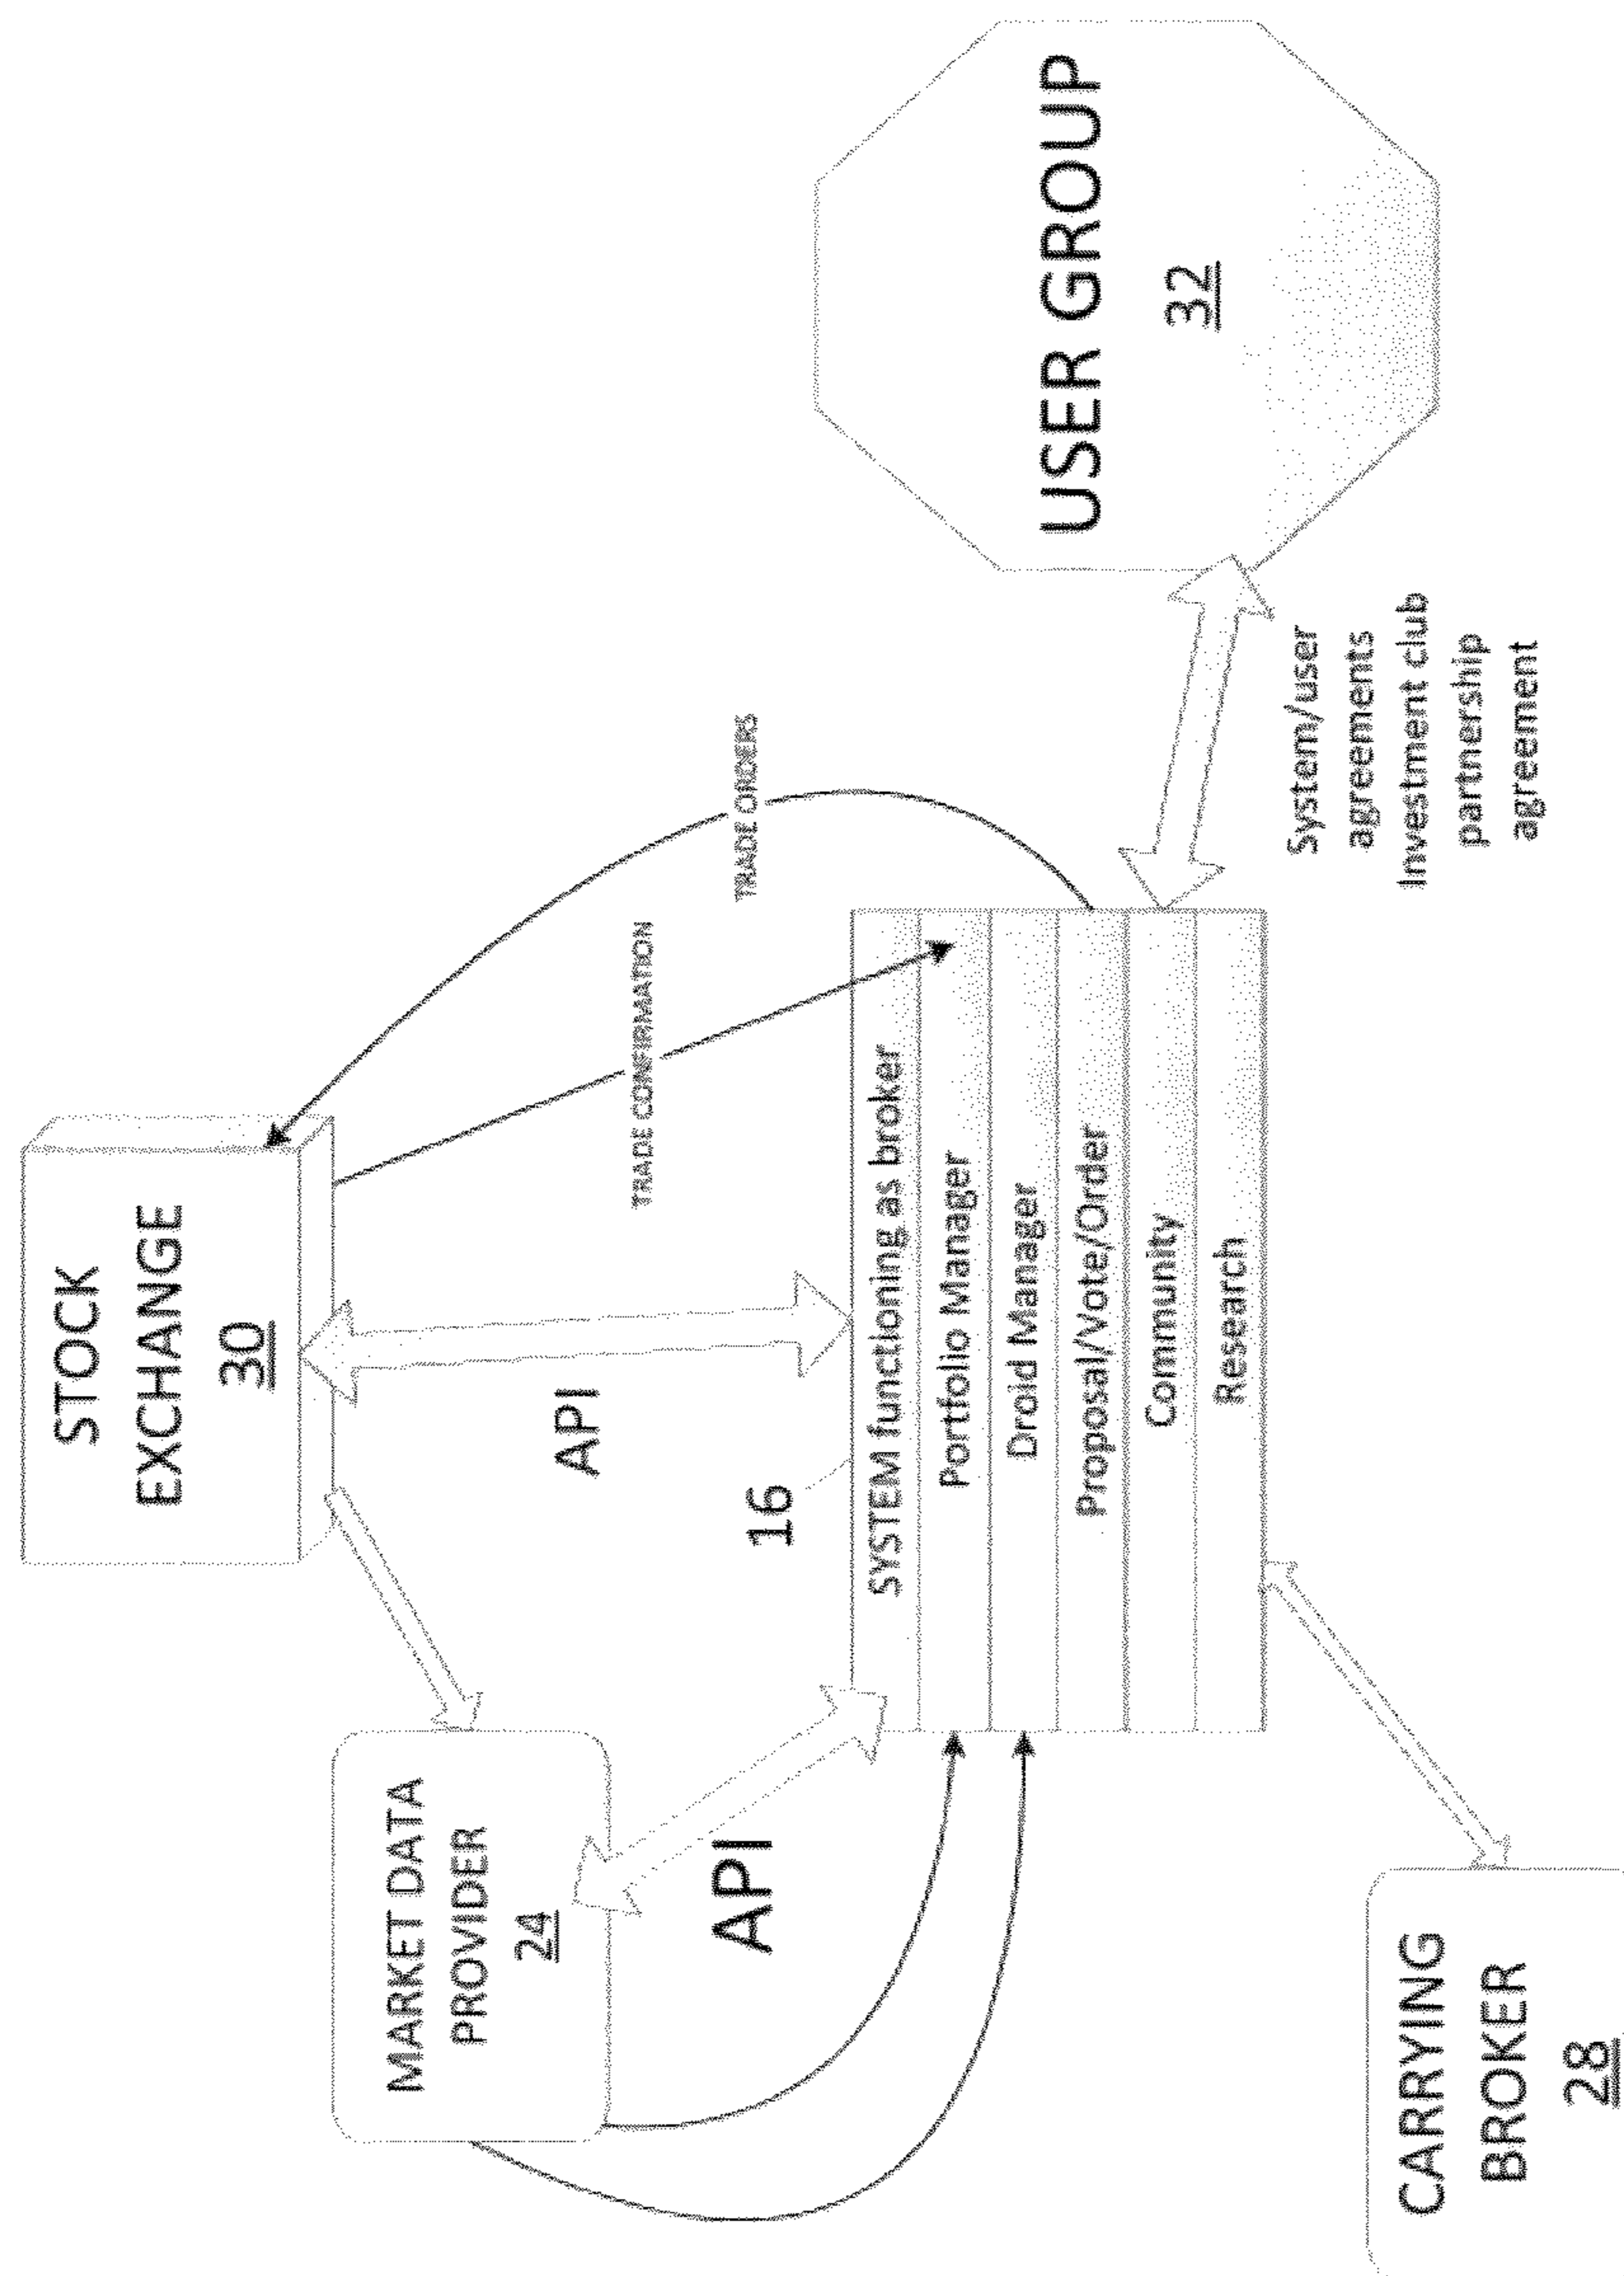 STOCK
EXCHANGE
30
MARKET DATA
PROVIDER
24
API
API
TRADE CONFIRMATION
TRADE ORDERS
16
SYSTEM functioning as broker
Portfolio Manager
Droid Manager
Proposal/Vote/Order
Community
Research
USER GROUP
32
System/user
agreements
Investment club
partnership
agreement
CARRYING
BROKER
28